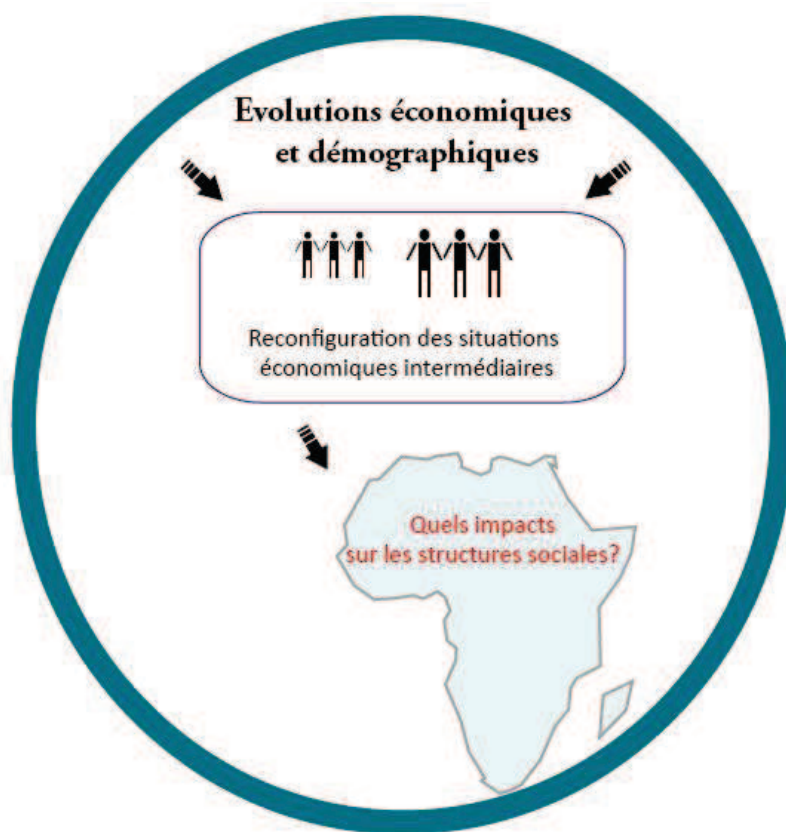 Evolutions économiques
et démographiques
Reconfiguration des situations
économiques intermédiaires
Quels impacts
sur les structures sociales?